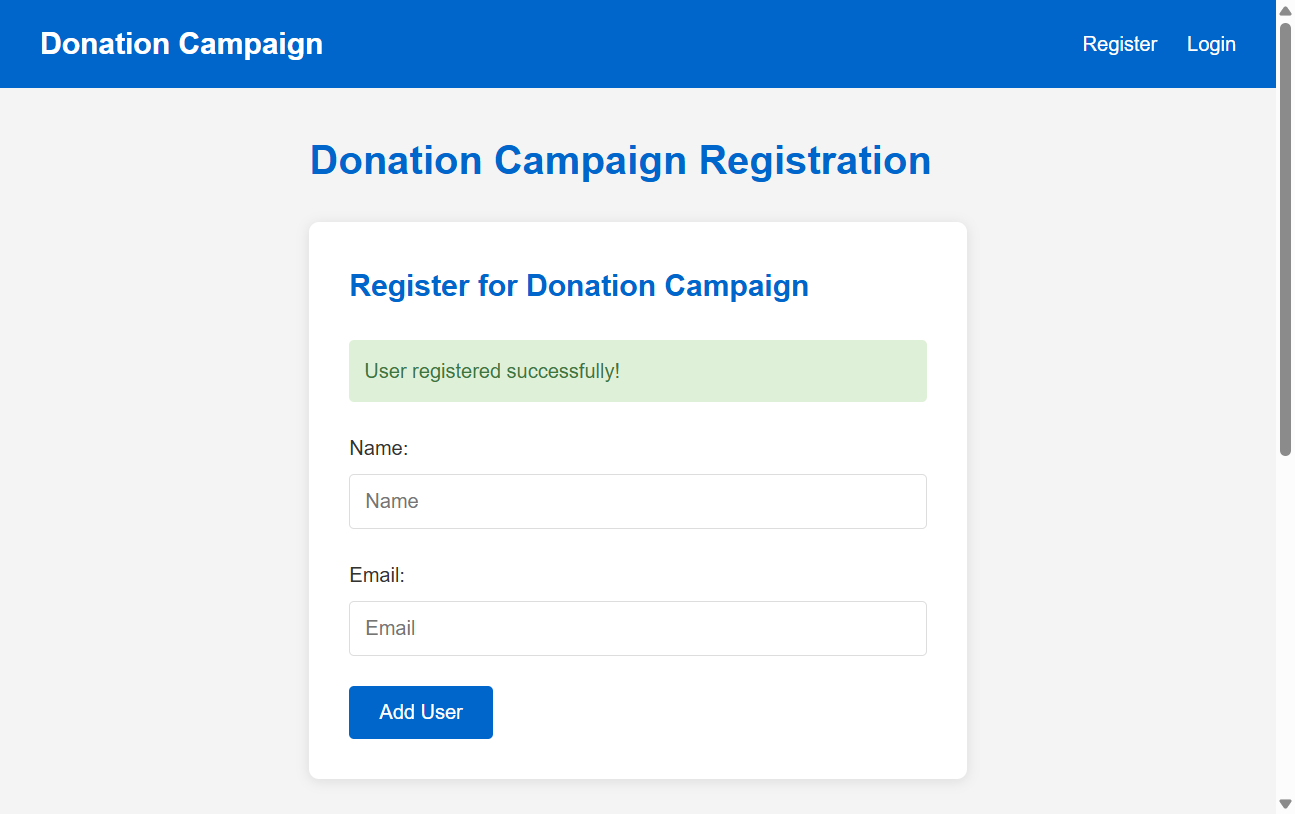 Donation Campaign
Register Login
Donation Campaign Registration
Register for Donation Campaign
User registered successfully!
Name:
Name
Email:
Email
Add User